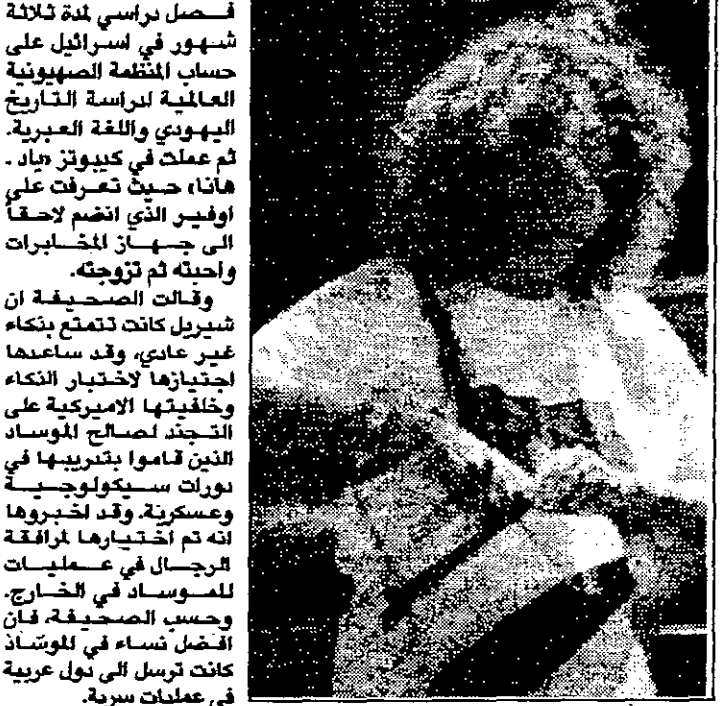 فصل دراسي لمدة ثلاثة
شهور في اسرائيل على
حساب المنظمة الصهيونية
العالمية لدراسة التاريخ
اليهودي واللغة العبرية.
ثم عملت في كيبوتز «ياد .
هانا» حيث تعرفت على
اوفير الذي انضم لاحقاً
الى جهاز المخابرات
واحبته ثم تزوجته.
وقالت الصحيفة ان
شيريل كانت تتمتع بذكاء
غير عادي، وقد ساعدها
اجتيازها لاختبار الذكاء
وخلفيتها الاميركية على
التجند لصالح الموساد
الذين قاموا بتدريبها في
دورات سيكولوجية
وعسكرية. وقد اخبروها
انه تم اختيارها لمرافقة
الرجال في عمليات
للموساد في الخارج.
وحسب الصحيفة، فان
افضل نساء في الموساد
كانت ترسل الى دول عربية
في عمليات سرية.